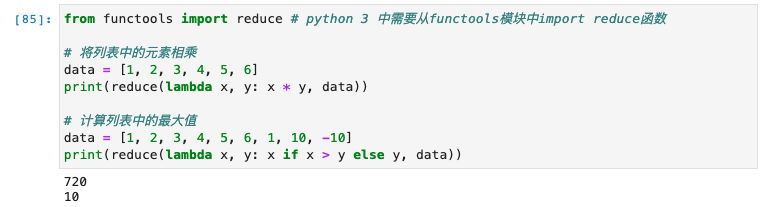 [85]: from functools import reduce # python 3 中需要从functools模块中import reduce函数
# 将列表中的元素相乘
data = [1, 2, 3, 4, 5, 6]
print(reduce(lambda x, y: x * y, data))
# 计算列表中的最大值
data = [1, 2, 3, 4, 5, 6, 1, 10, -10]
print(reduce(lambda x, y: x if x > y else y, data))
720
10